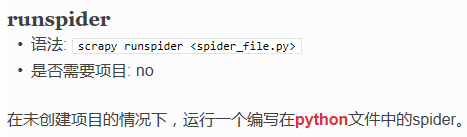 runspider
• 语法: scrapy runspider <spider_file.py>
• 是否需要项目: no
在未创建项目的情况下，运行一个编写在python文件中的spider。